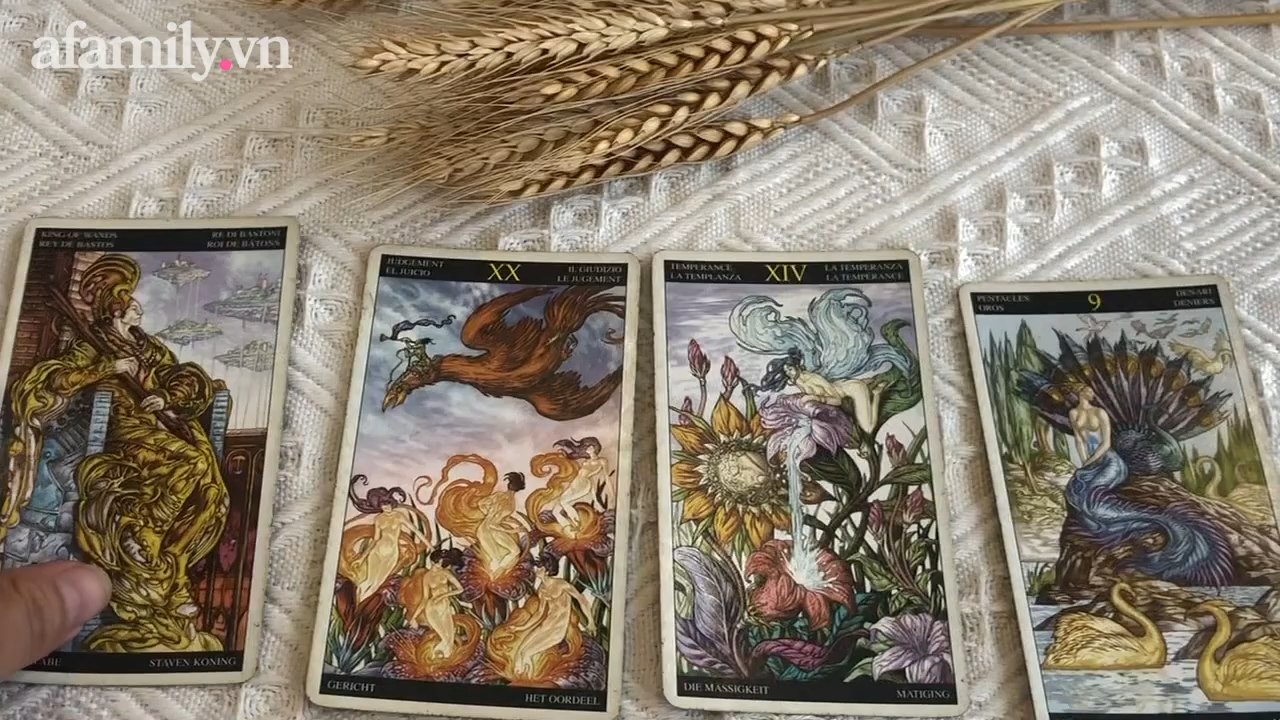 afamily.vn
KING OF WANDS
REY DE BASTOS
RE DI BASTONI
ROI DE BÂTONS
STAVEN KONING
JUDGEMENT
EL JUICIO
XX
IL GIUDIZIO
LE JUGEMENT
GERICHT
HET OORDEEL
TEMPERANCE
LA TEMPLANZA
XIV
LA TEMPERANZA
LA TEMPERANCE
DIE MÄSSIGKEIT
MATIGING
PENTACLES
OROS
9
DENARI
DENIERS